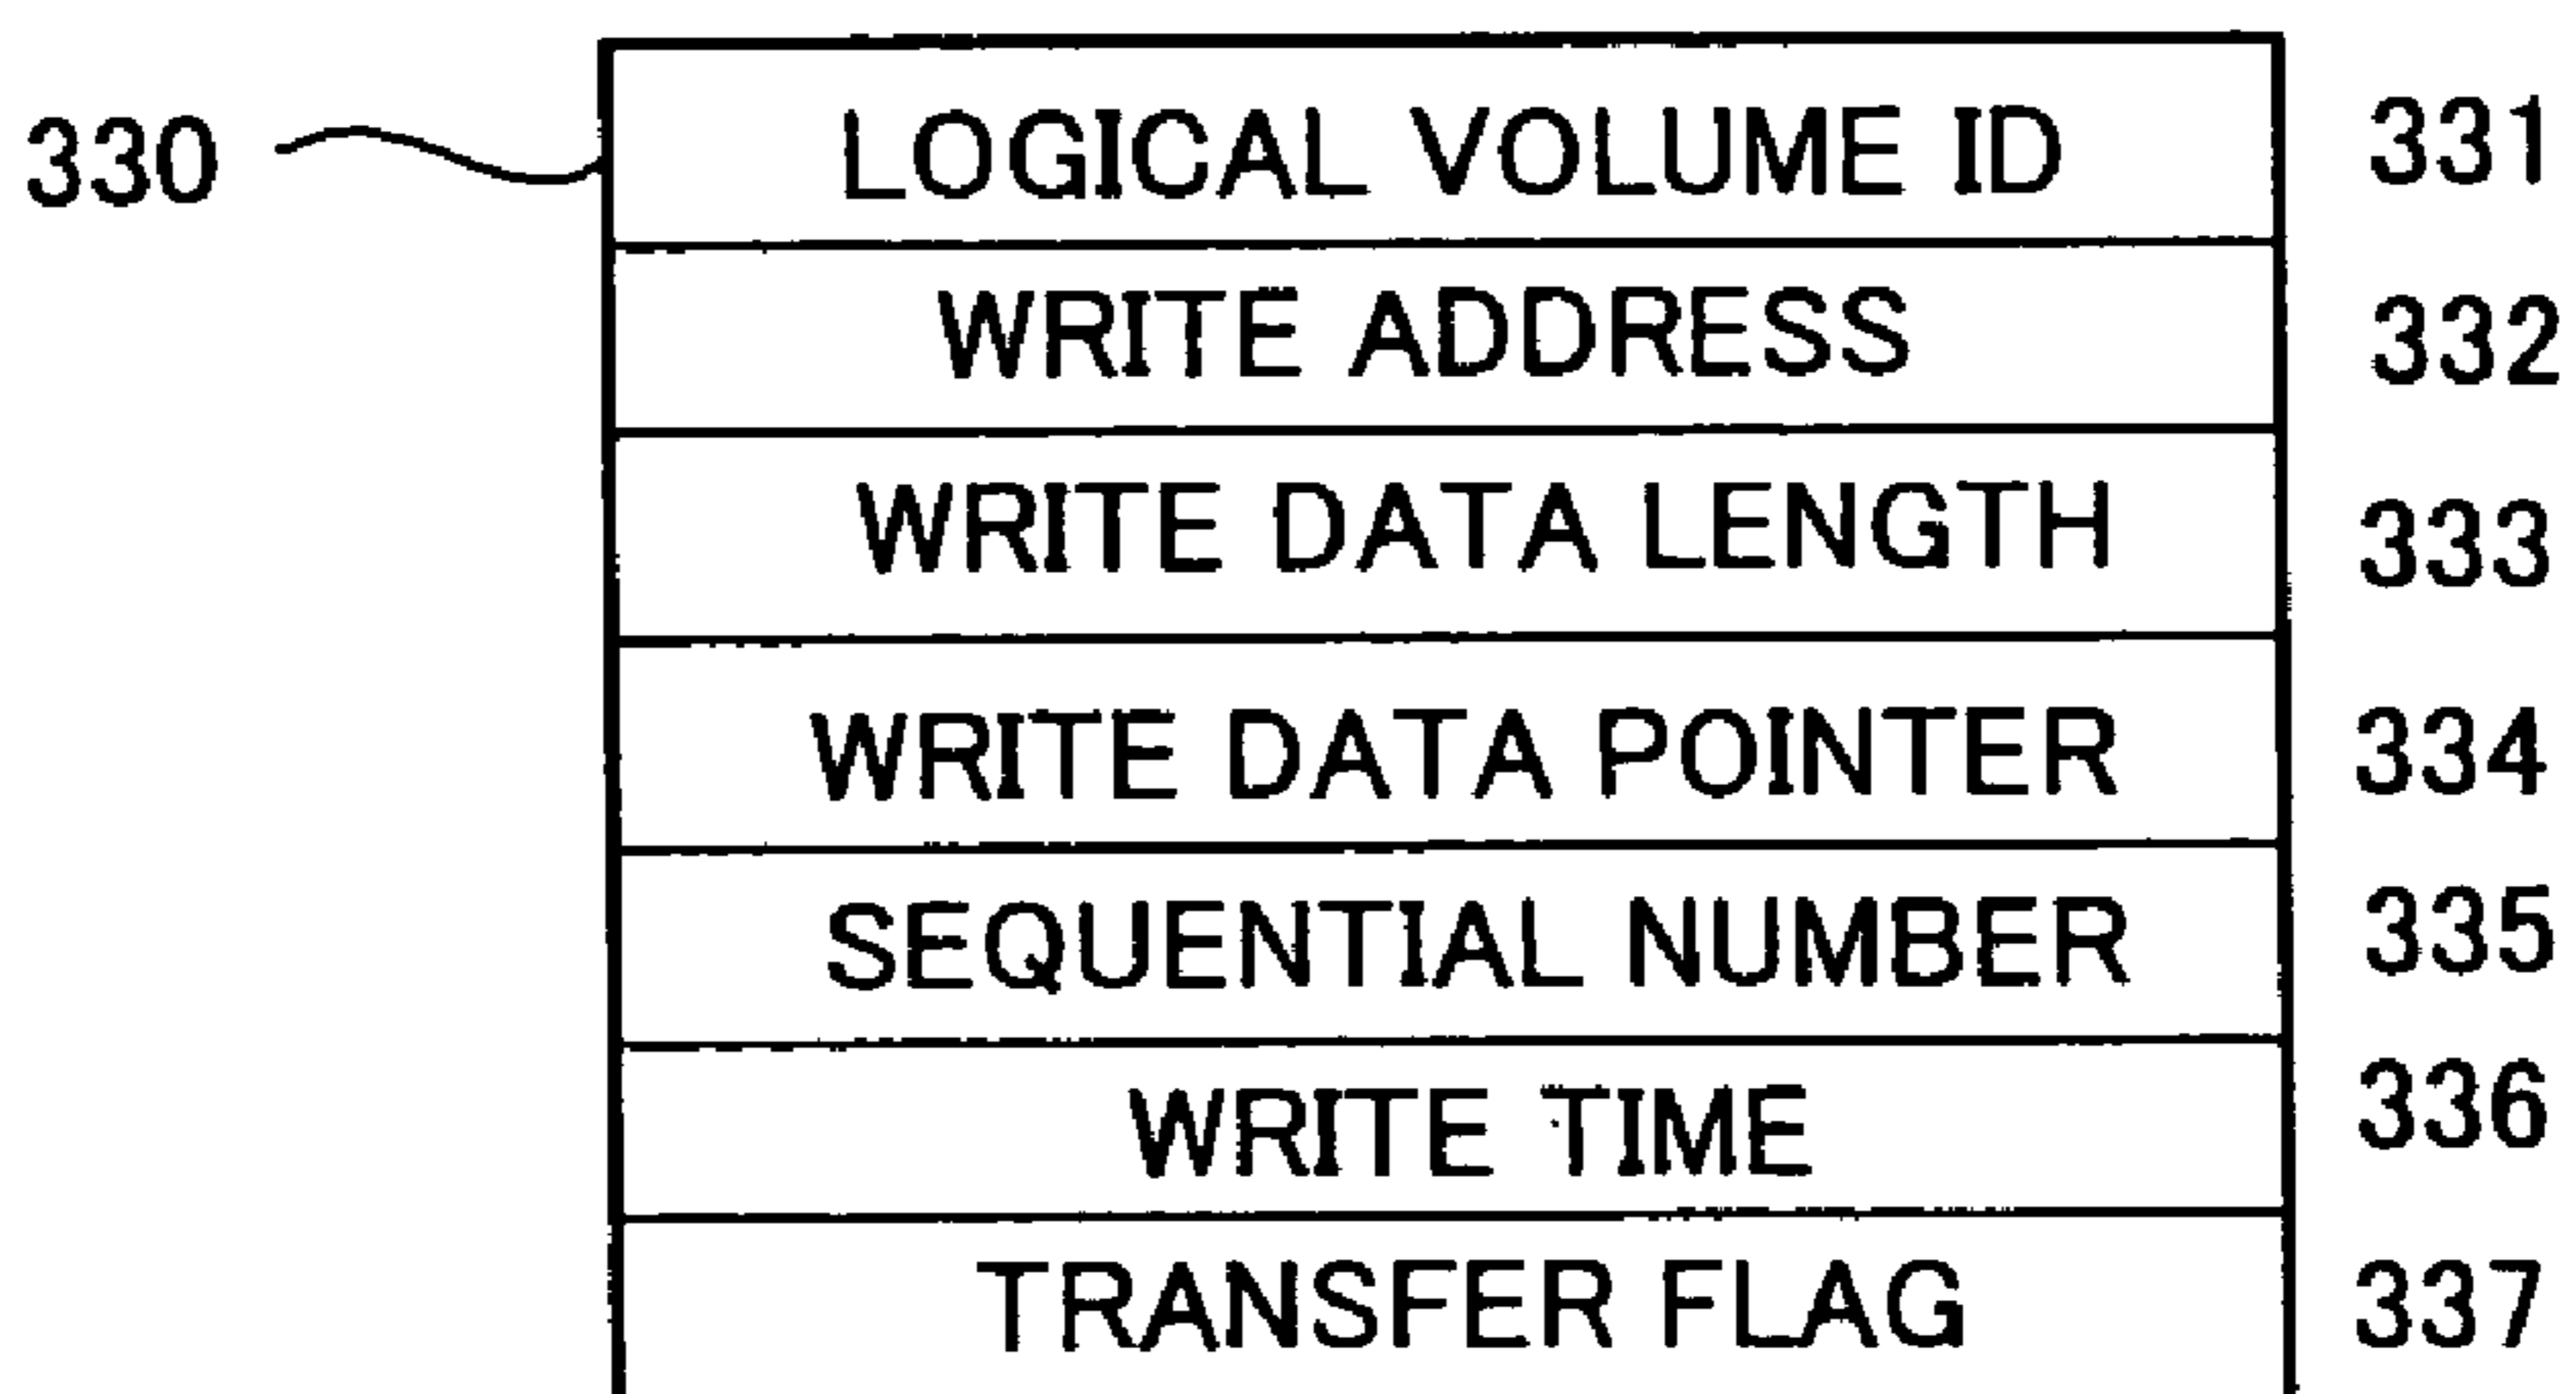 330 LOGICAL VOLUME ID 331
WRITE ADDRESS 332
WRITE DATA LENGTH 333
WRITE DATA POINTER 334
SEQUENTIAL NUMBER 335
WRITE TIME 336
TRANSFER FLAG 337